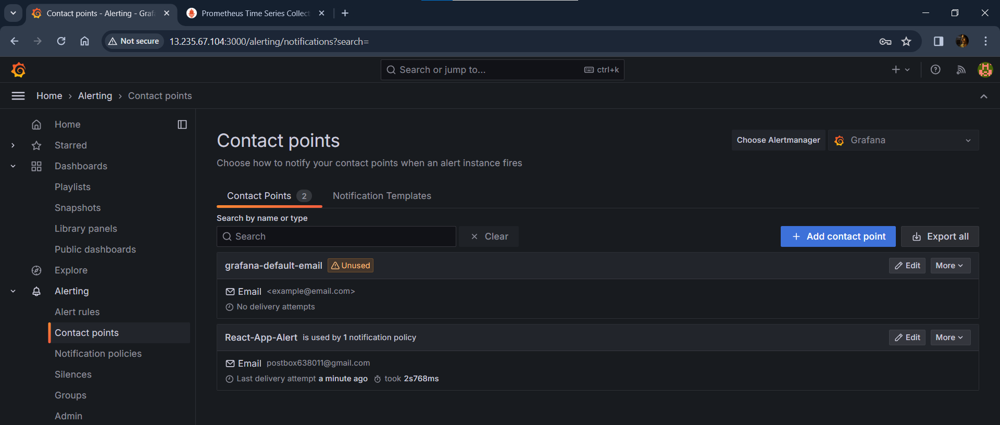 Contact points - Alerting - Graf
Prometheus Time Series Collect
Not secure
13.235.67.104:3000/alerting/notifications?search=
Search or jump to...
ctrl+k
Home › Alerting › Contact points
Home
Starred
Dashboards
Playlists
Snapshots
Library panels
Public dashboards
Explore
Alerting
Alert rules
Contact points
Notification policies
Silences
Groups
Admin
Contact points
Choose Alertmanager
Grafana
Choose how to notify your contact points when an alert instance fires
Contact Points 2
Notification Templates
Search by name or type
Search
Clear
Add contact point
Export all
grafana-default-email Unused
Edit
More
Email <example@email.com>
No delivery attempts
React-App-Alert is used by 1 notification policy
Edit
More
Email postbox638011@gmail.com
Last delivery attempt a minute ago took 2s768ms